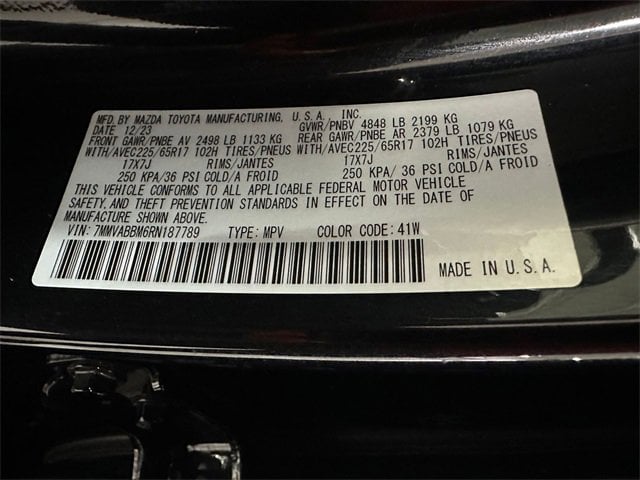 MFD. BY MAZDA TOYOTA MANUFACTURING, U.S.A., INC.
DATE 12/23 GVWR/PNBV 4848 LB 2199 KG
FRONT GAWR/PNBE AV 2498 LB 1133 KG REAR GAWR/PNBE AR 2379 LB 1079 KG
WITH/AVEC225/65R17 102H TIRES/PNEUS WITH/AVEC225/65R17 102H TIRES/PNEUS
17X7J RIMS/JANTES 17X7J RIMS/JANTES
250 KPA/36 PSI COLD/A FROID 250 KPA/ 36 PSI COLD/A FROID
THIS VEHICLE CONFORMS TO ALL APPLICABLE FEDERAL MOTOR VEHICLE
SAFETY, AND THEFT PREVENTION STANDARDS IN EFFECT ON THE DATE OF
MANUFACTURE SHOWN ABOVE.
VIN: 7MMVABBM6RN187789 TYPE: MPV COLOR CODE: 41W
MADE IN U.S.A.